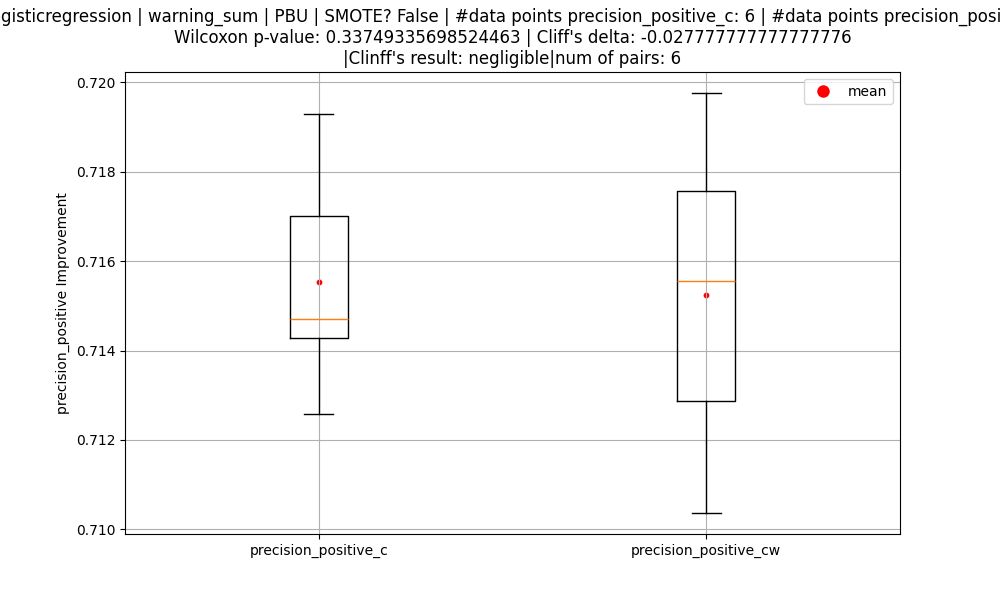 gisticregression | warning_sum | PBU | SMOTE? False | #data points precision_positive_c: 6 | #data points precision_posi
Wilcoxon p-value: 0.33749335698524463 | Cliff's delta: -0.027777777777777776
|Clinff's result: negligible|num of pairs: 6
mean
0.720
0.718
0.716
0.714
0.712
0.710
precision_positive Improvement
precision_positive_c
precision_positive_cw